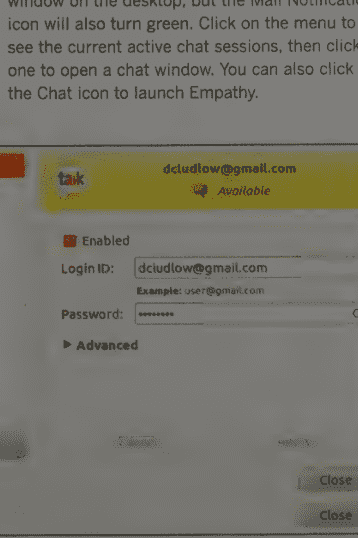 window on the desktop, but the Mail Notificati
icon will also turn green. Click on the menu to
see the current active chat sessions, then click
one to open a chat window. You can also click
the Chat icon to launch Empathy.
talk
dcludlow@gmail.com
Available
Enabled
Login ID: dcludlow@gmail.com
Example: user@gmail.com
Password: ••••••••
▶ Advanced
Close
Close